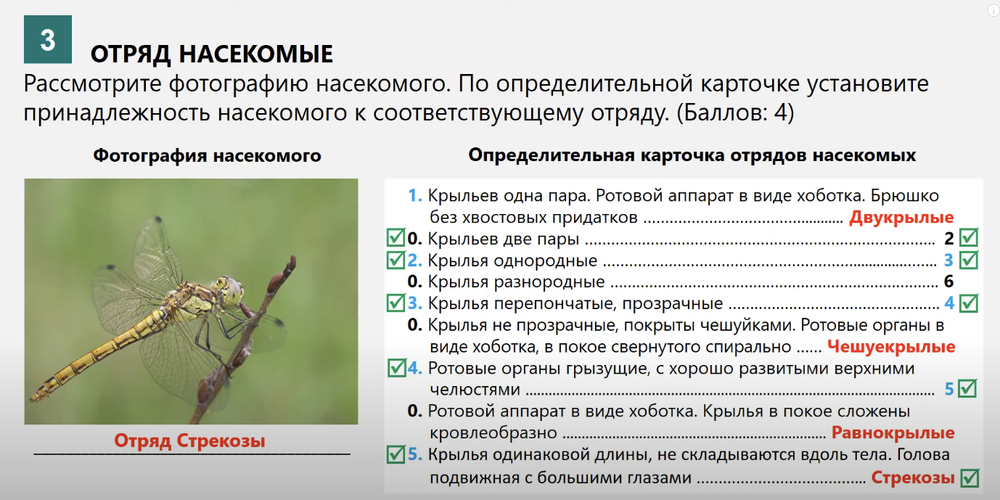 3
ОТРЯД НАСЕКОМЫЕ
Рассмотрите фотографию насекомого. По определительной карточке установите
принадлежность насекомого к соответствующему отряду. (Баллов: 4)
Фотография насекомого
Отряд Стрекозы
Определительная карточка отрядов насекомых
1. Крыльев одна пара. Ротовой аппарат в виде хоботка. Брюшко
без хвостовых придатков ........................................ Двукрылые
0. Крыльев две пары ........................................ 2
2. Крылья однородные ........................................ 3
0. Крылья разнородные ........................................ 6
3. Крылья перепончатые, прозрачные ........................................ 4
0. Крылья не прозрачные, покрыты чешуйками. Ротовые органы в
виде хоботка, в покое свернутого спирально ...... Чешуекрылые
4. Ротовые органы грызущие, с хорошо развитыми верхними
челюстями ........................................ 5
0. Ротовой аппарат в виде хоботка. Крылья в покое сложены
кровлеобразно ........................................ Равнокрылые
5. Крылья одинаковой длины, не складываются вдоль тела. Голова
подвижная с большими глазами ........................................ Стрекозы